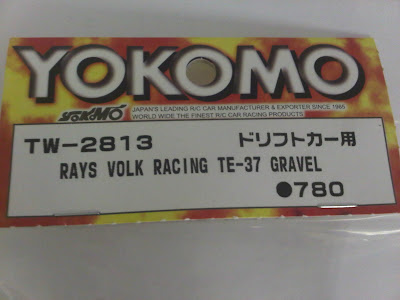 YOKOMO
YOKOMO JAPAN'S LEADING R/C CAR MANUFACTURER & EXPORTER SINCE 1965
WORLD WIDE THE FINEST R/C CAR RACING PRODUCTS
TW-2813 ドリフトカー用
RAYS VOLK RACING TE-37 GRAVEL
●780